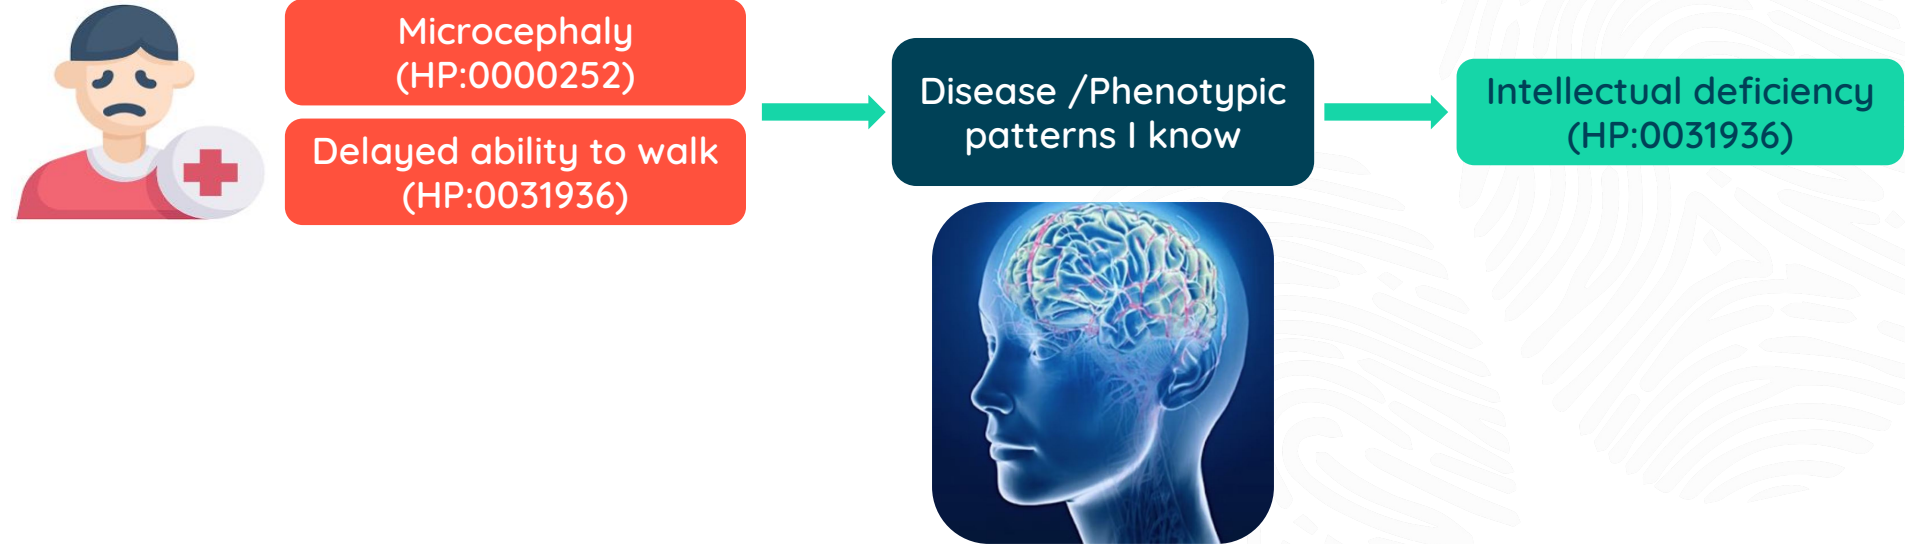 Microcephaly
(HP:0000252)
Delayed ability to walk
(HP:0031936)
Disease /Phenotypic
patterns I know
Intellectual deficiency
(HP:0031936)